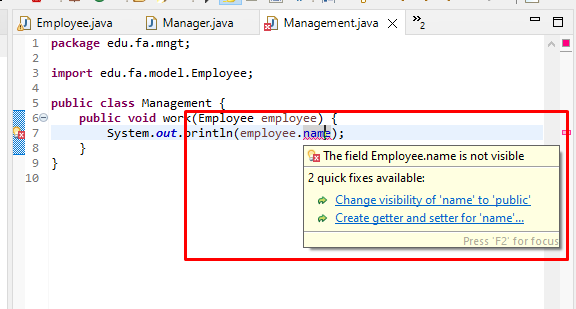 Employee.java
Manager.java
Management.java
»2
1 package edu.fa.mngt;
2
3 import edu.fa.model.Employee;
4
5 public class Management {
6 public void work(Employee employee) {
7 System.out.println(employee.name);
8 }
9 }
10
The field Employee.name is not visible
2 quick fixes available:
Change visibility of 'name' to 'public'
Create getter and setter for 'name'...
Press 'F2' for focus